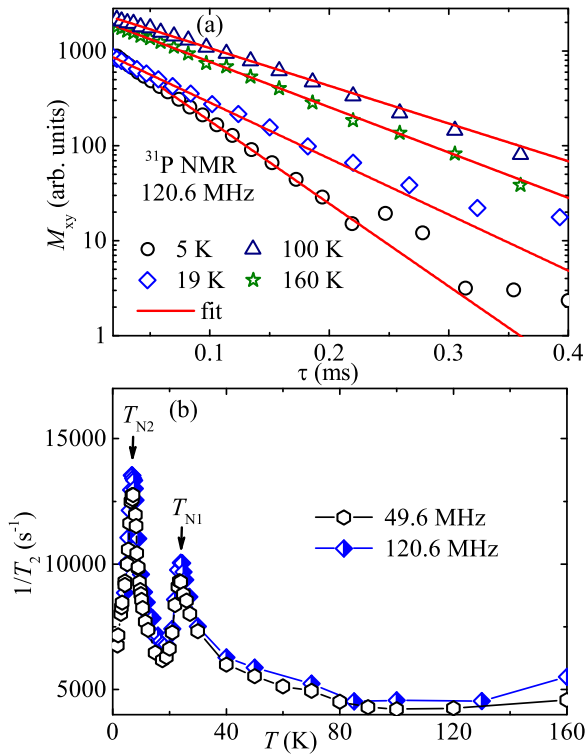 (a)
1000
100
10
1
M_xy (arb. units)
³¹P NMR
120.6 MHz
5 K
100 K
19 K
160 K
fit
0.1
0.2
0.3
0.4
τ (ms)
(b)
T_N2
T_N1
15000
10000
5000
1/T₂ (s⁻¹)
49.6 MHz
120.6 MHz
0
40
80
120
160
T (K)